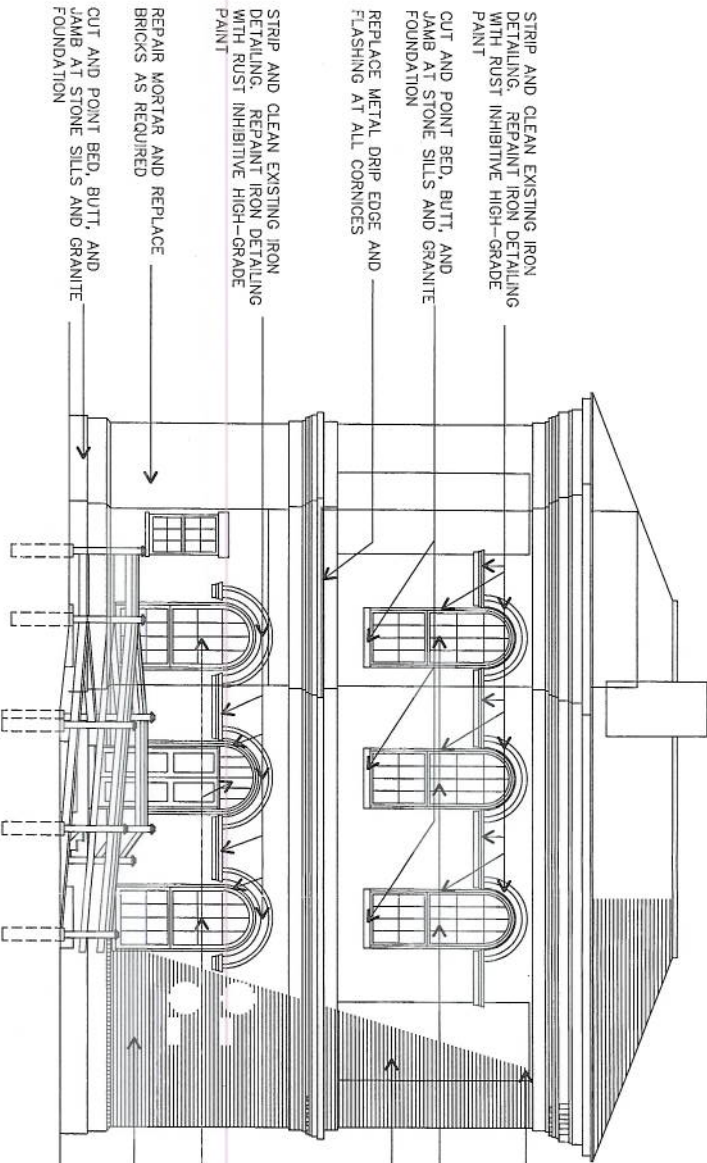 STRIP AND CLEAN EXISTING IRON
DETAILING. REPAINT IRON DETAILING
WITH RUST INHIBITIVE HIGH-GRADE
PAINT
CUT AND POINT BED, BUTT, AND
JAMB AT STONE SILLS AND GRANITE
FOUNDATION
REPLACE METAL DRIP EDGE AND
FLASHING AT ALL CORNICES
STRIP AND CLEAN EXISTING IRON
DETAILING. REPAINT IRON DETAILING
WITH RUST INHIBITIVE HIGH-GRADE
PAINT
REPAIR MORTAR AND REPLACE
BRICKS AS REQUIRED
CUT AND POINT BED, BUTT, AND
JAMB AT STONE SILLS AND GRANITE
FOUNDATION